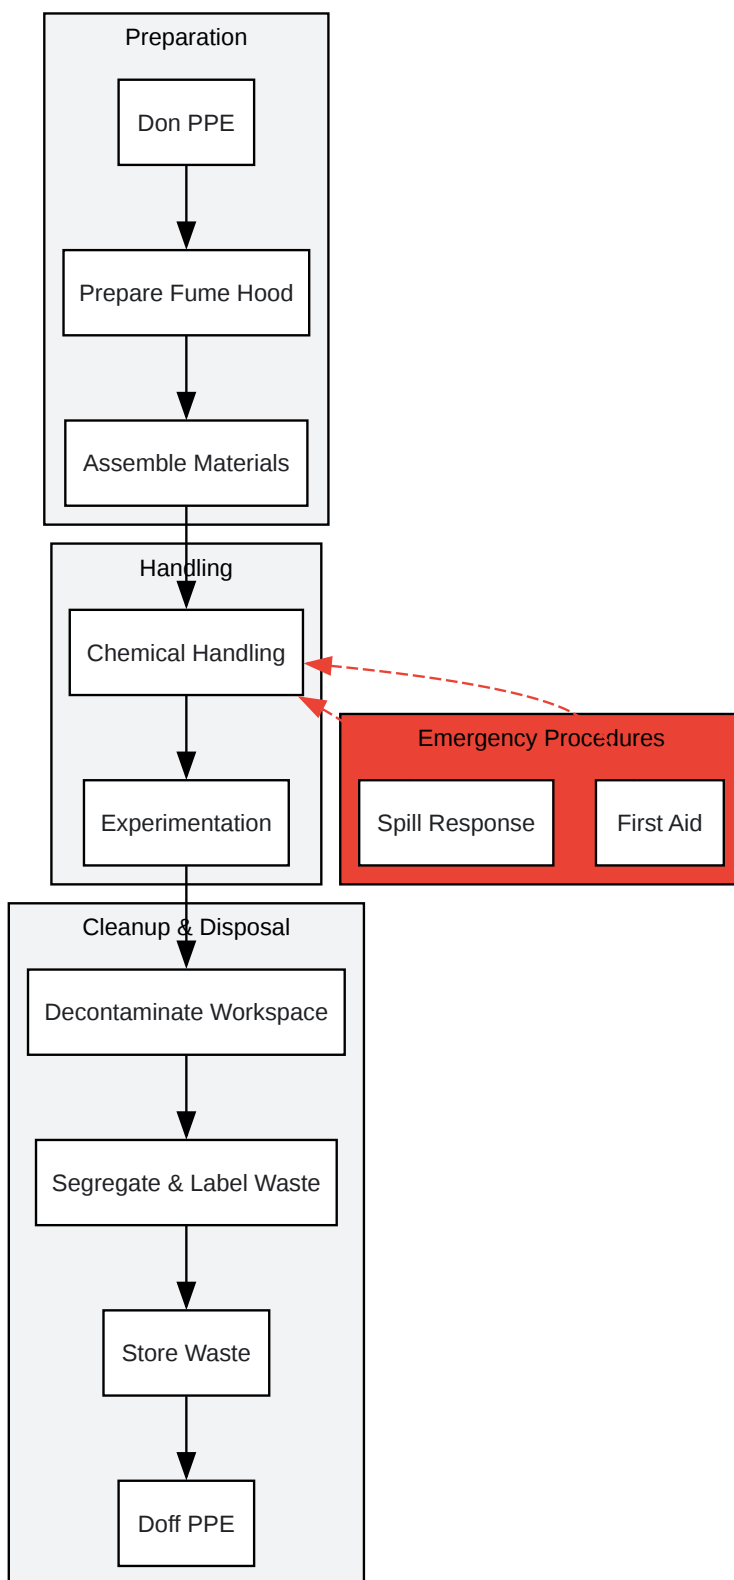 Preparation
Don PPE
Prepare Fume Hood
Assemble Materials
Handling
Chemical Handling
Emergency Procedures
Experimentation
Spill Response
First Aid
Cleanup & Disposal
Decontaminate Workspace
Segregate & Label Waste
Store Waste
Doff PPE